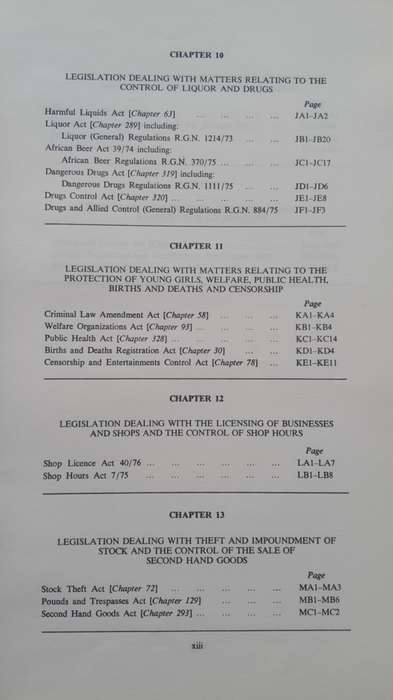 CHAPTER 10
LEGISLATION DEALING WITH MATTERS RELATING TO THE
CONTROL OF LIQUOR AND DRUGS
Page
Harmful Liquids Act [Chapter 63] ... ... ... ... JA1–JA2
Liquor Act [Chapter 289] including:
Liquor (General) Regulations R.G.N. 1214/73 ... ... JB1–JB20
African Beer Act 39/74 including:
African Beer Regulations R.G.N. 370/75 ... ... ... JC1–JC17
Dangerous Drugs Act [Chapter 319] including:
Dangerous Drugs Regulations R.G.N. 1111/75 ... ... JD1–JD6
Drugs Control Act [Chapter 320] ... ... ... ... JE1–JE8
Drugs and Allied Control (General) Regulations R.G.N. 884/75 JF1–JF3
CHAPTER 11
LEGISLATION DEALING WITH MATTERS RELATING TO THE
PROTECTION OF YOUNG GIRLS, WELFARE, PUBLIC HEALTH,
BIRTHS AND DEATHS AND CENSORSHIP
Page
Criminal Law Amendment Act [Chapter 58] ... ... ... KA1–KA4
Welfare Organizations Act [Chapter 93] ... ... ... ... KB1–KB4
Public Health Act [Chapter 328] ... ... ... ... ... KC1–KC14
Births and Deaths Registration Act [Chapter 30] ... ... KD1–KD4
Censorship and Entertainments Control Act [Chapter 78] ... KE1–KE11
CHAPTER 12
LEGISLATION DEALING WITH THE LICENSING OF BUSINESSES
AND SHOPS AND THE CONTROL OF SHOP HOURS
Page
Shop Licence Act 40/76 ... ... ... ... ... ... LA1–LA7
Shop Hours Act 7/75 ... ... ... ... ... ... LB1–LB8
CHAPTER 13
LEGISLATION DEALING WITH THEFT AND IMPOUNDMENT OF
STOCK AND THE CONTROL OF THE SALE OF
SECOND HAND GOODS
Page
Stock Theft Act [Chapter 72] ... ... ... ... ... MA1–MA3
Pounds and Trespasses Act [Chapter 129] ... ... ... MB1–MB6
Second Hand Goods Act [Chapter 293] ... ... ... ... MC1–MC2
xiii